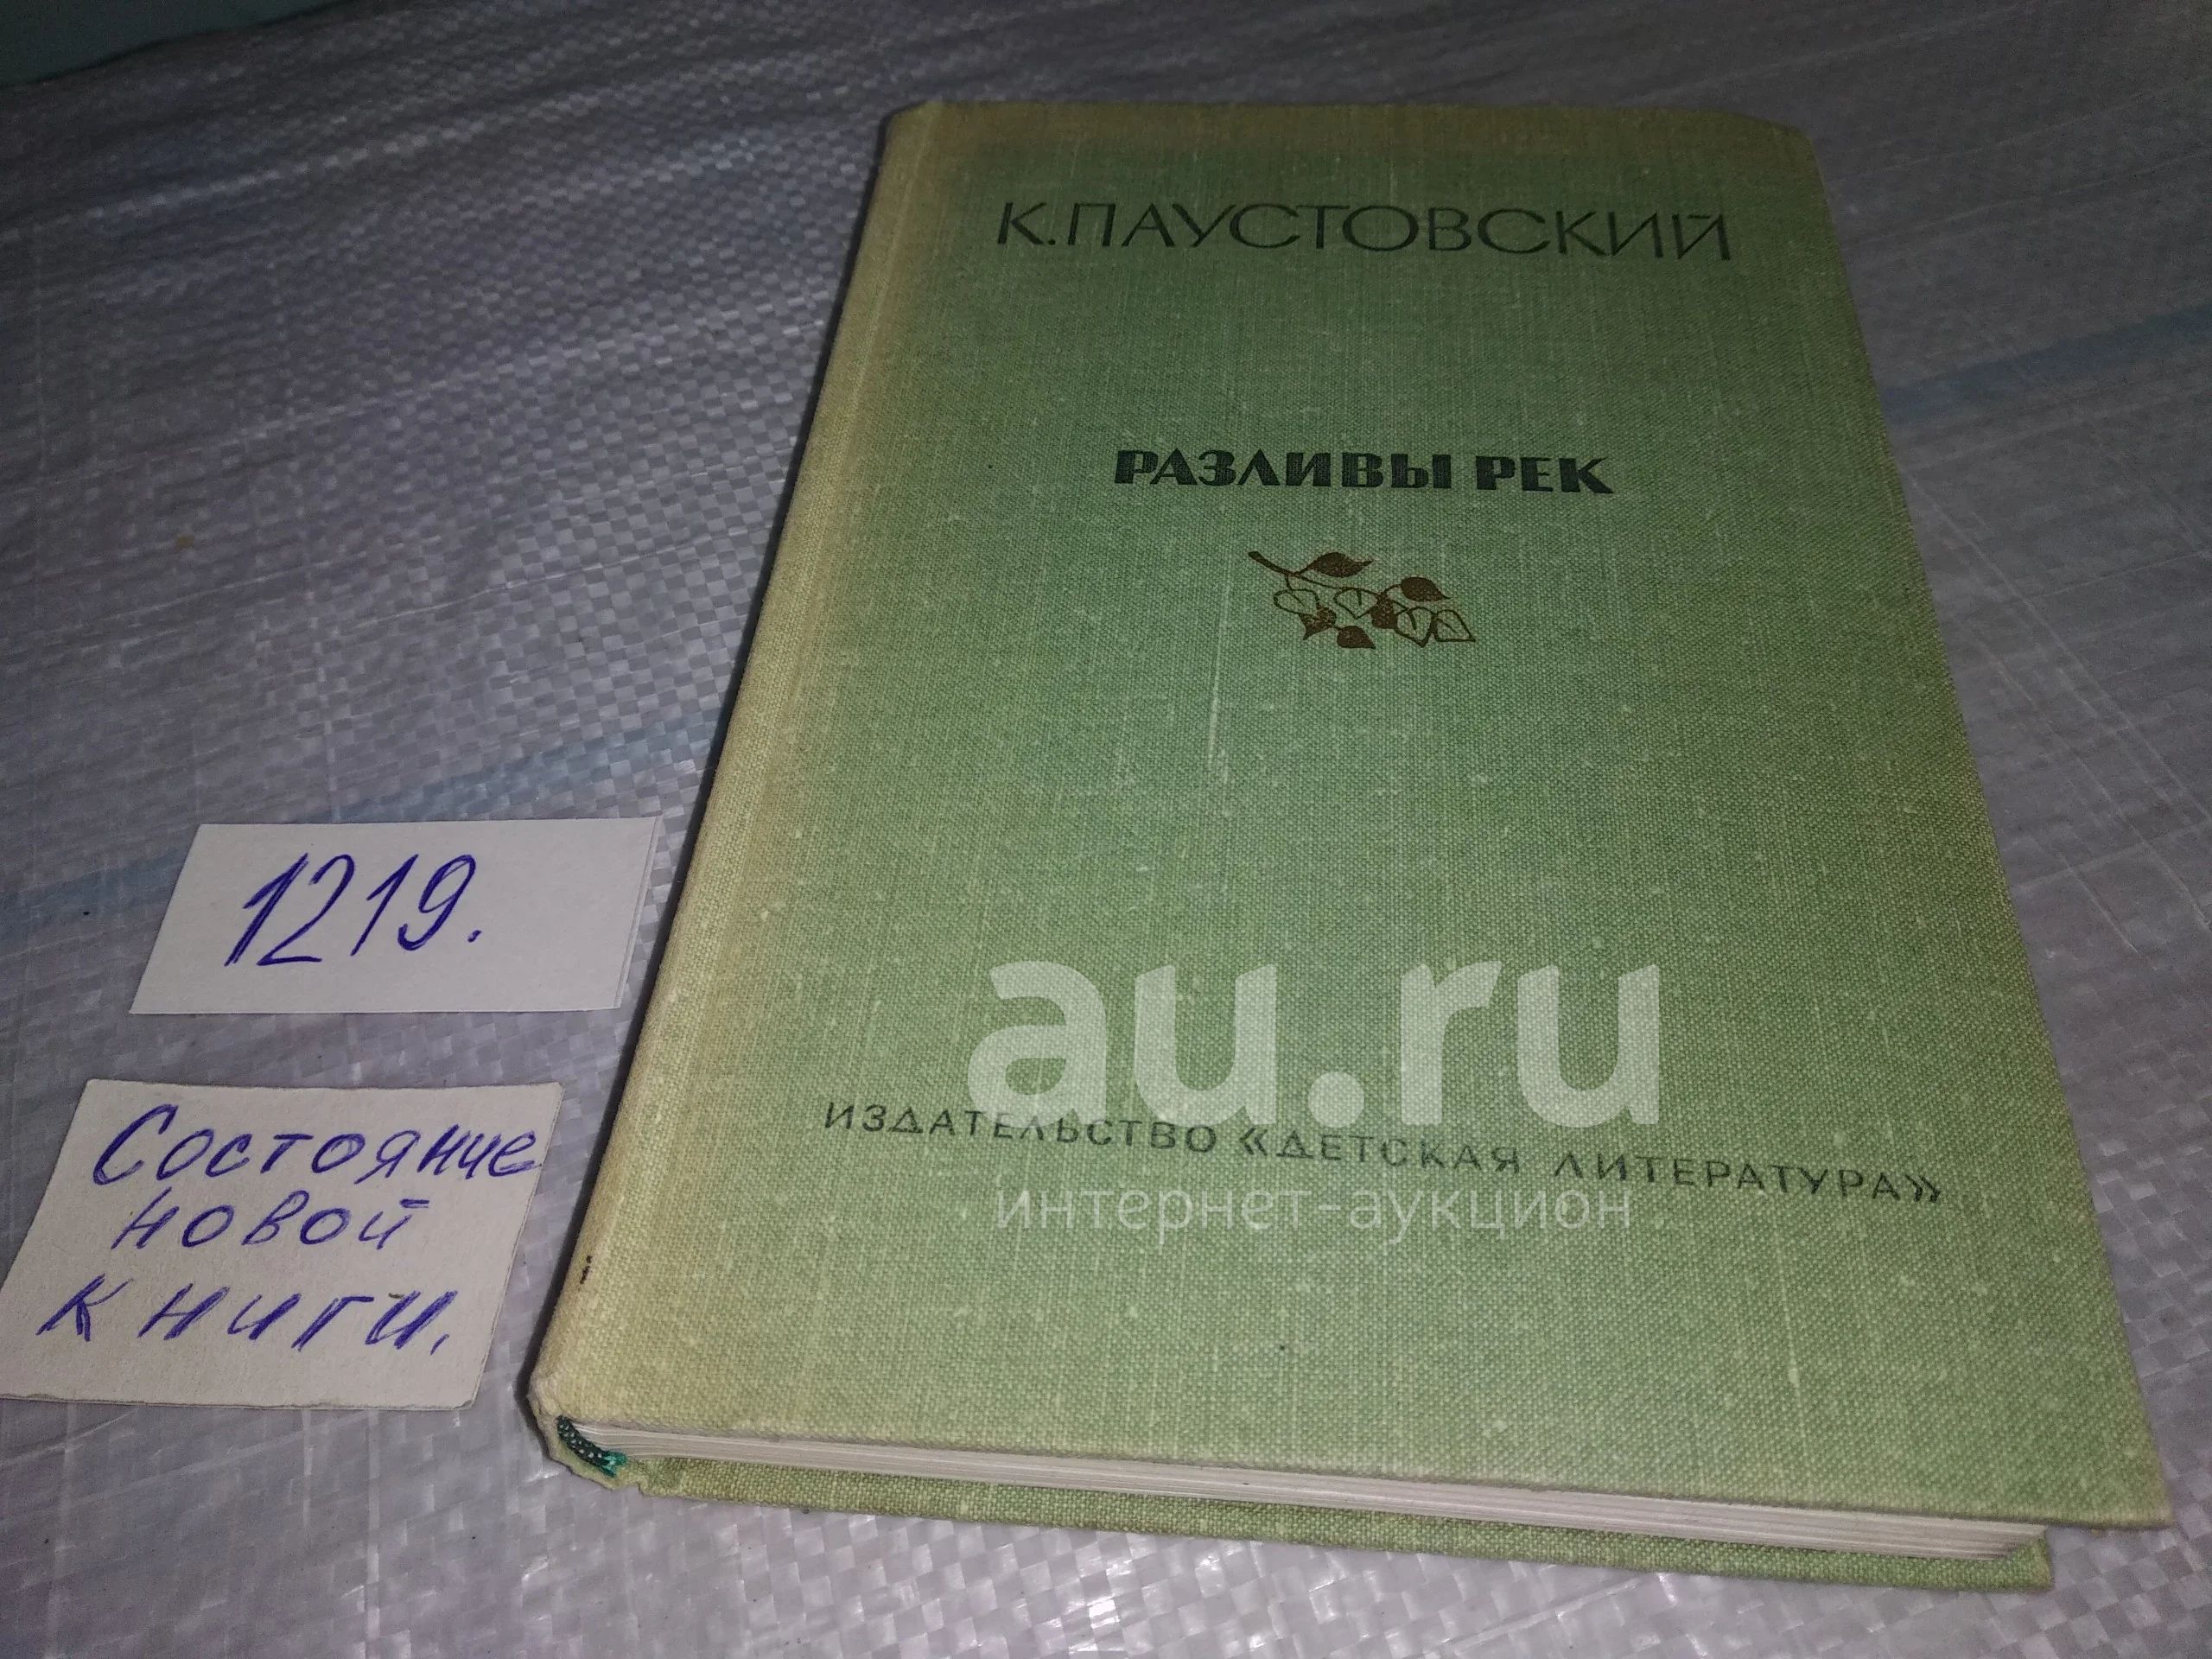 К.ПАУСТОВСКИЙ
РАЗЛИВЫ РЕК
1219.
au.ru
ИЗДАТЕЛЬСТВО «ДЕТСКАЯ ЛИТЕРАТУРА»
интернет-аукцион
Состояние
новой
книги.